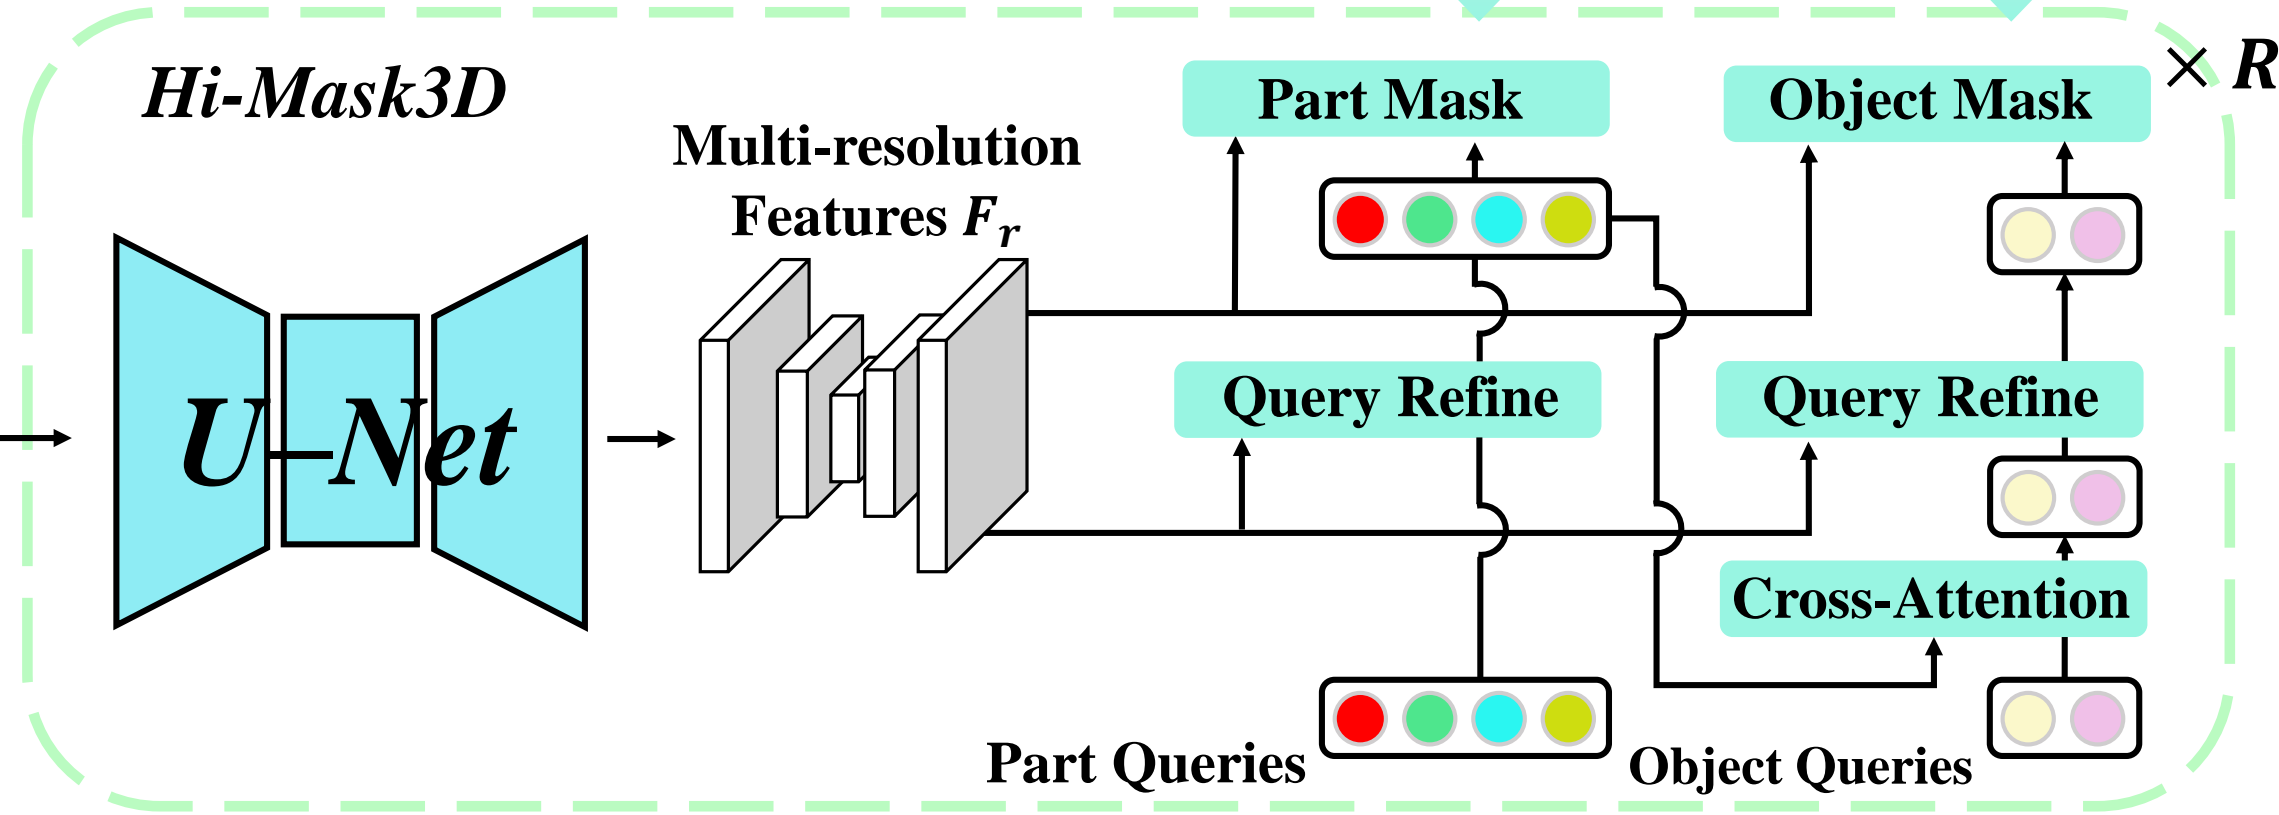 Hi-Mask3D
× R
Part Mask
Object Mask
Multi-resolution
Features F_r
U-Net
Query Refine
Query Refine
Cross-Attention
Part Queries
Object Queries